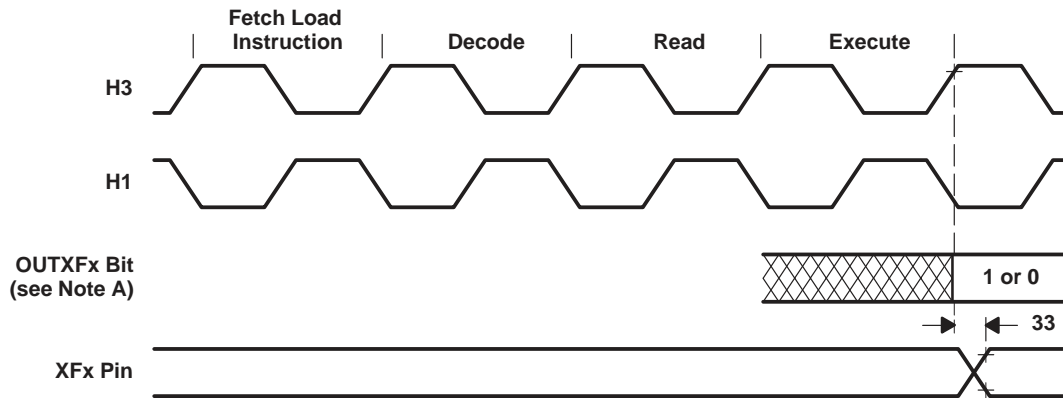 Fetch Load
Instruction
Decode
Read
Execute
H3
H1
OUTXFx Bit
(see Note A)
1 or 0
33
XFx Pin